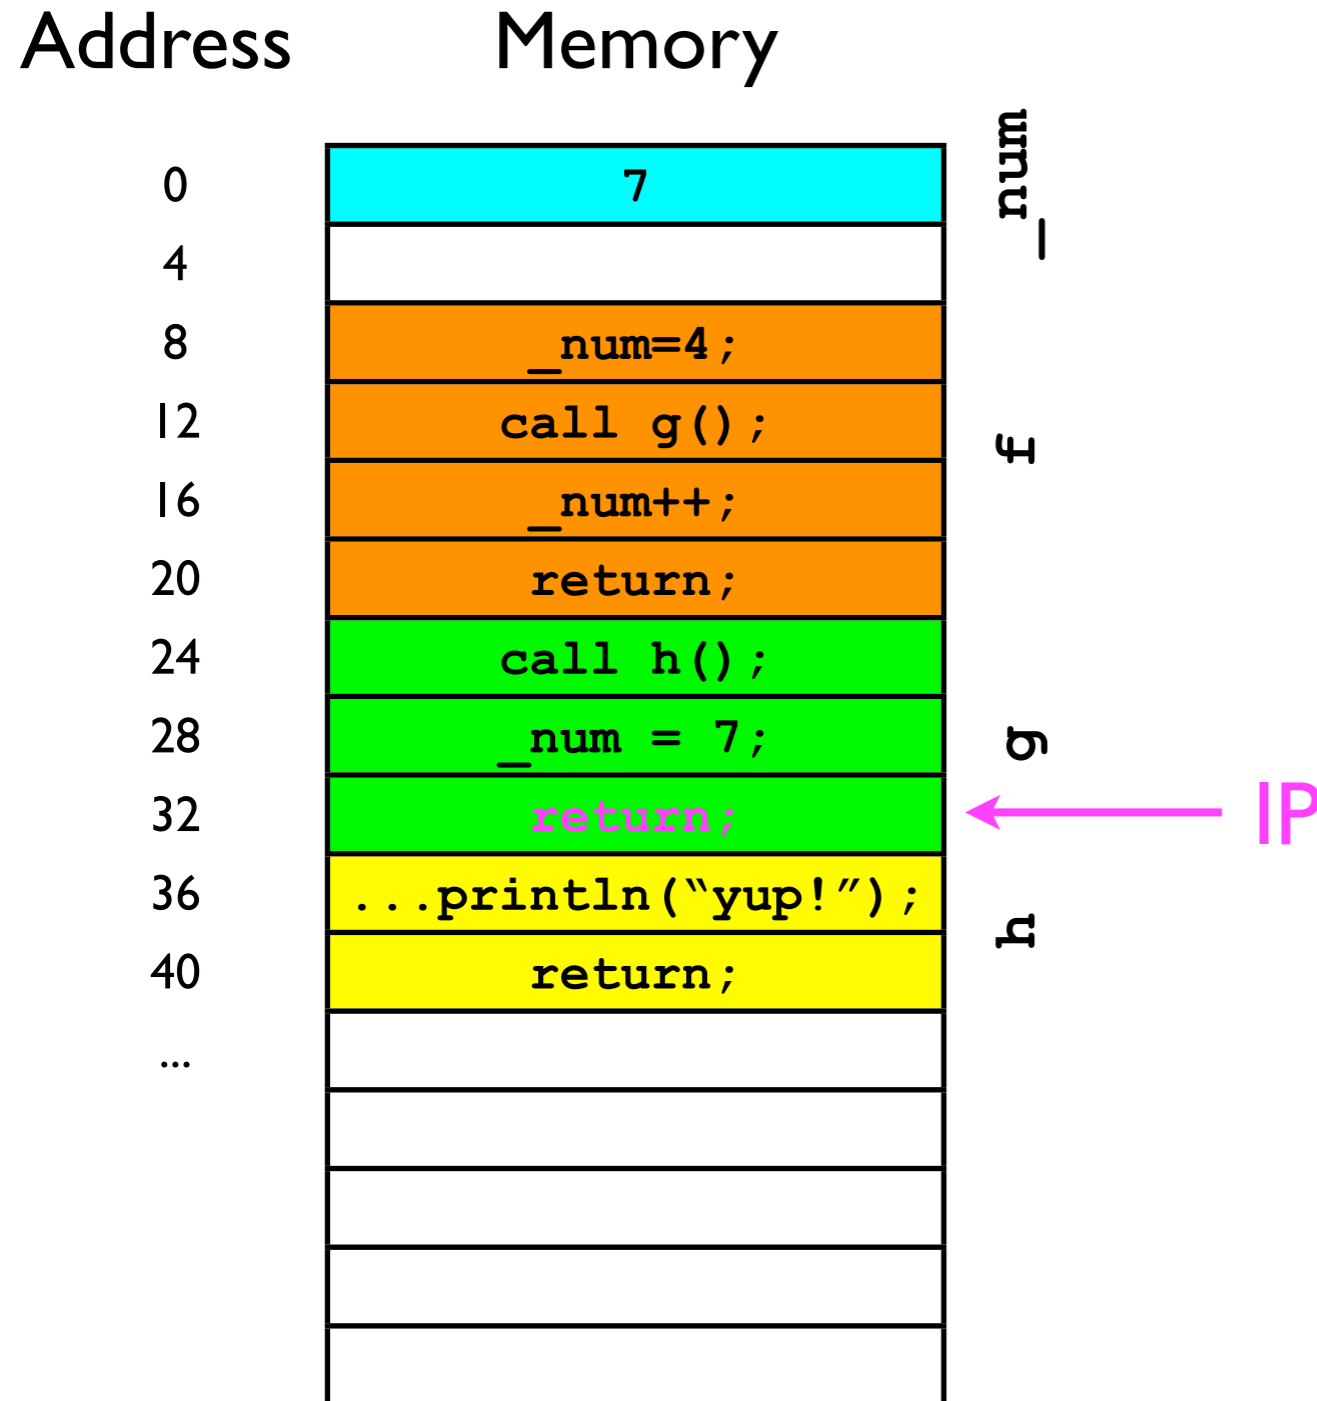 Address Memory
_num
0 7
4
8 _num=4;
12 call g();
f
16 _num++;
20 return;
24 call h();
28 _num = 7;
g
32 return; IP
36 ...println(“yup!”);
h
40 return;
...